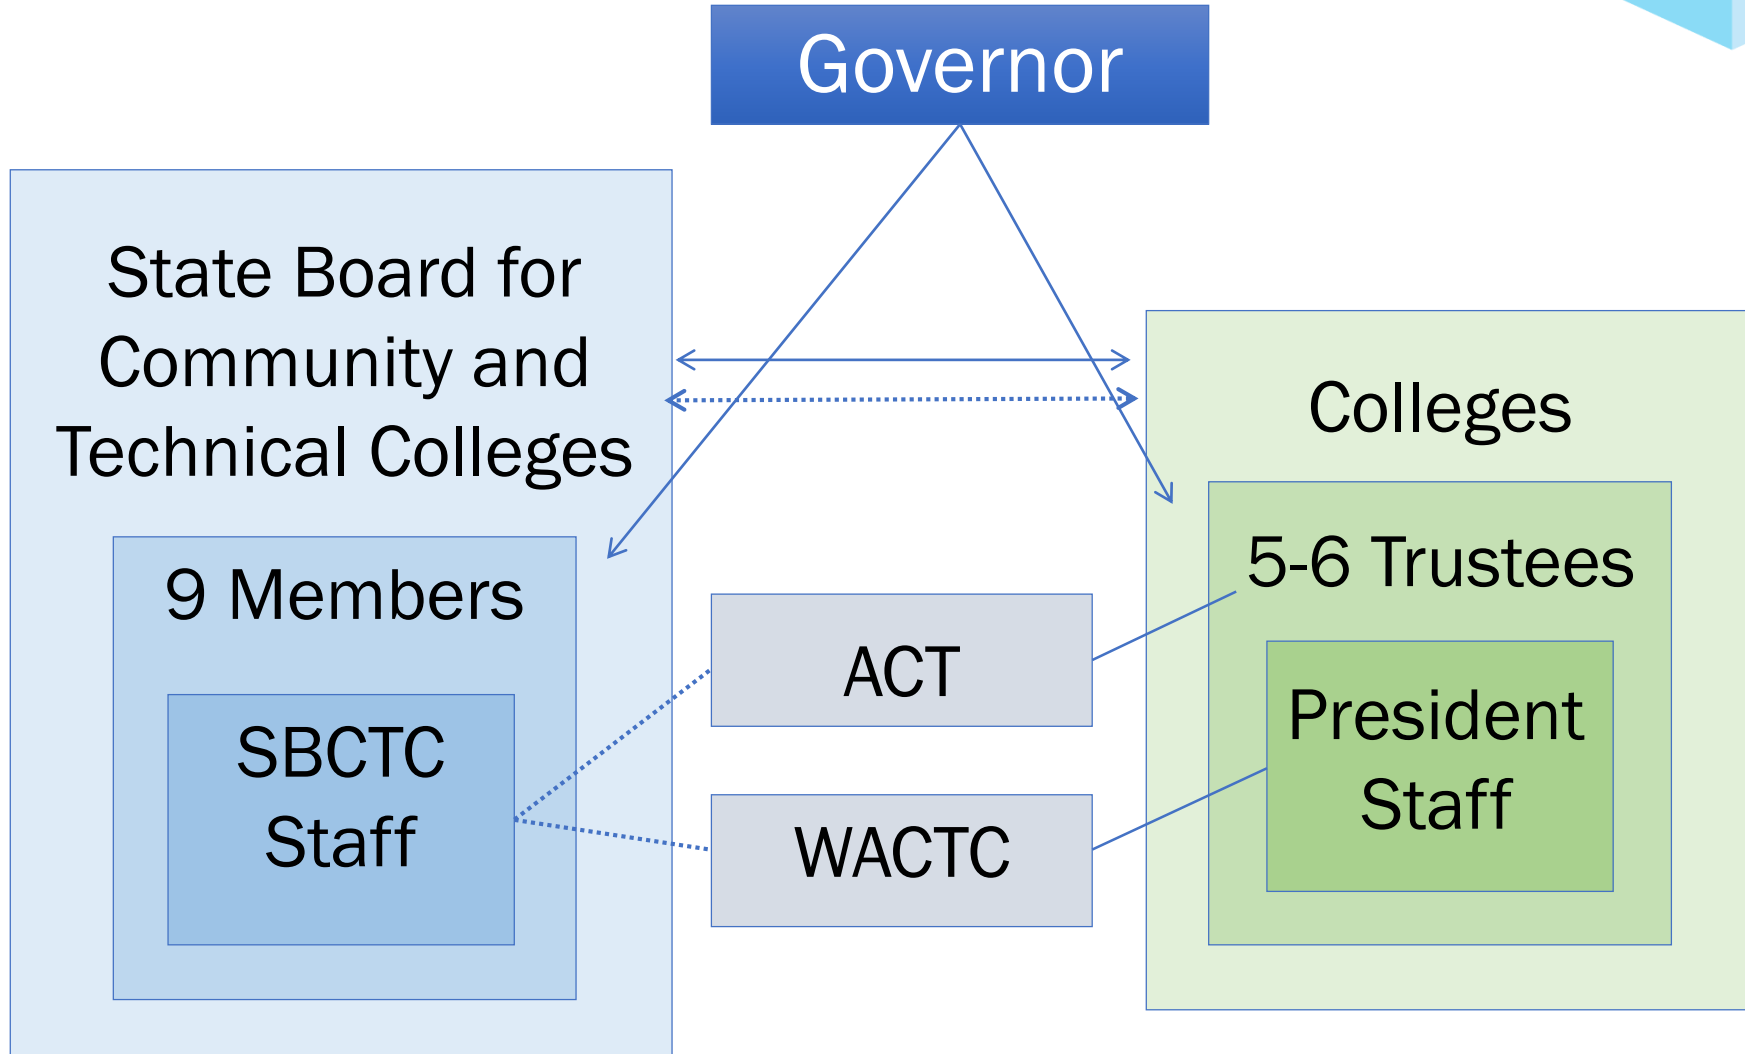 Governor
State Board for
Community and
Technical Colleges
9 Members
SBCTC
Staff
ACT
WACTC
Colleges
5-6 Trustees
President
Staff